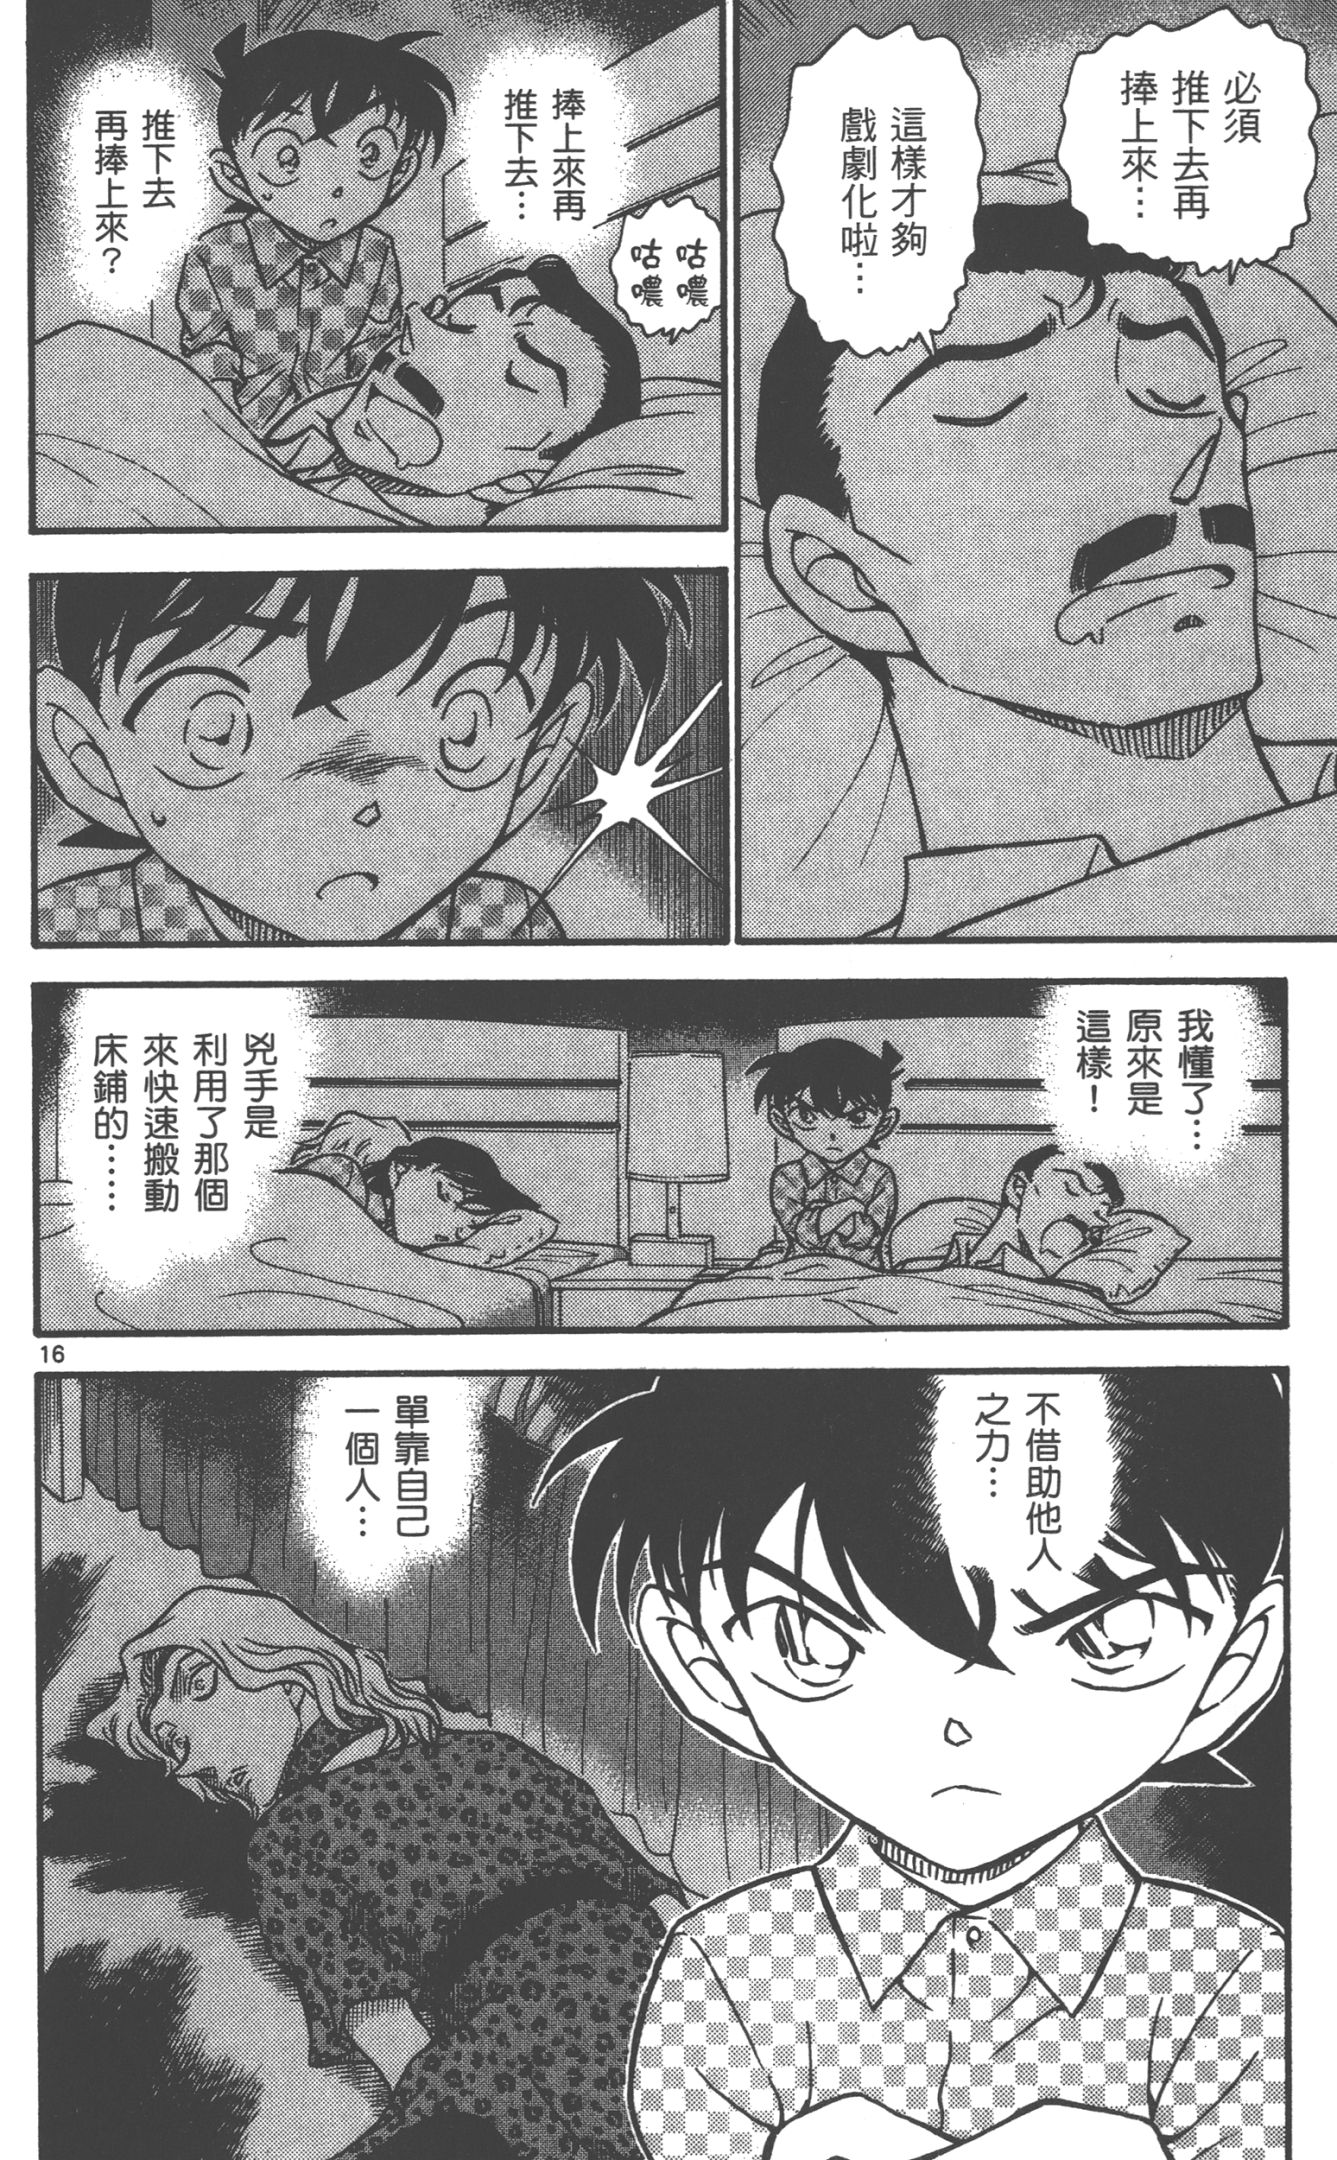 必須
推下去再
捧上來…
這樣才夠
戲劇化啦…
捧上來再
推下去…
咕噥
咕噥
推下去
再捧上來？
我懂了…
原來是
這樣！
兇手是
利用了那個
來快速搬動
床鋪的……
16
不借助他人
之力…
單靠自己
一個人…